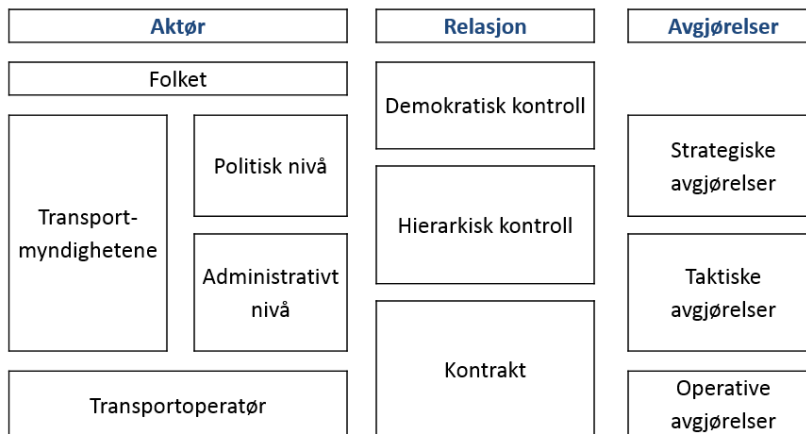 Aktør
Relasjon
Avgjørelser
Folket
Demokratisk kontroll
Transport-
myndighetene
Politisk nivå
Strategiske
avgjørelser
Hierarkisk kontroll
Administrativt
nivå
Taktiske
avgjørelser
Kontrakt
Transportoperatør
Operative
avgjørelser